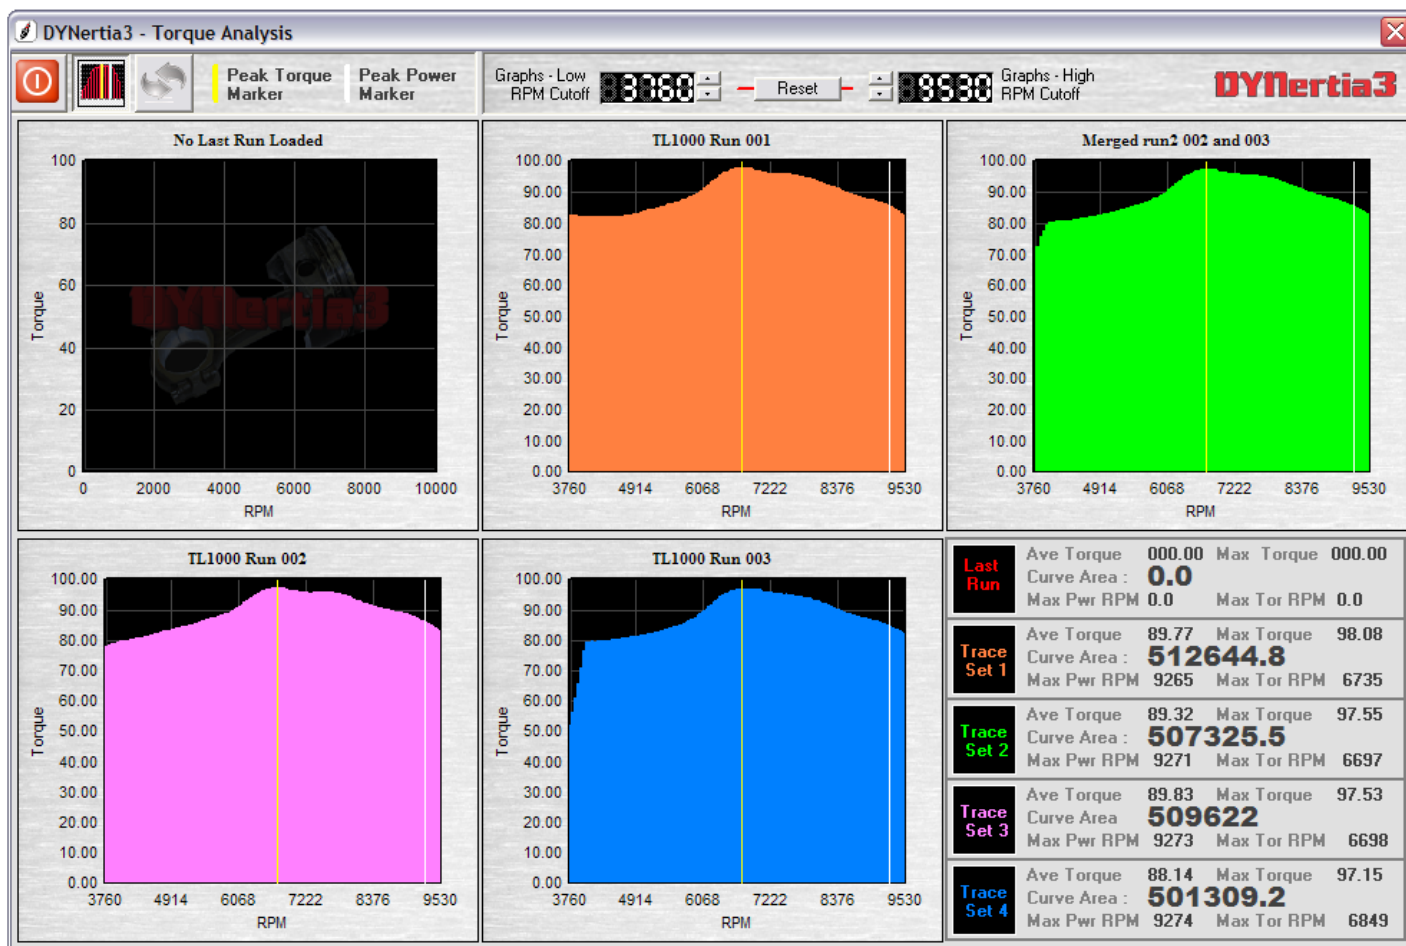 DYNertia3 - Torque Analysis
Peak Torque Marker
Peak Power Marker
Graphs - Low RPM Cutoff
3760
Reset
9530
Graphs - High RPM Cutoff
DYNertia3
No Last Run Loaded
100
80
60
40
20
0
Torque
DYNertia3
0 2000 4000 6000 8000 10000
RPM
TL1000 Run 001
100.00
90.00
80.00
70.00
60.00
50.00
40.00
30.00
20.00
10.00
0.00
Torque
3760 4914 6068 7222 8376 9530
RPM
Merged run2 002 and 003
100.00
90.00
80.00
70.00
60.00
50.00
40.00
30.00
20.00
10.00
0.00
Torque
3760 4914 6068 7222 8376 9530
RPM
TL1000 Run 002
100.00
90.00
80.00
70.00
60.00
50.00
40.00
30.00
20.00
10.00
0.00
Torque
3760 4914 6068 7222 8376 9530
RPM
TL1000 Run 003
100.00
90.00
80.00
70.00
60.00
50.00
40.00
30.00
20.00
10.00
0.00
Torque
3760 4914 6068 7222 8376 9530
RPM
Last Run
Ave Torque 000.00 Max Torque 000.00
Curve Area : 0.0
Max Pwr RPM 0.0 Max Tor RPM 0.0
Trace Set 1
Ave Torque 89.77 Max Torque 98.08
Curve Area : 512644.8
Max Pwr RPM 9265 Max Tor RPM 6735
Trace Set 2
Ave Torque 89.32 Max Torque 97.55
Curve Area : 507325.5
Max Pwr RPM 9271 Max Tor RPM 6697
Trace Set 3
Ave Torque 89.83 Max Torque 97.53
Curve Area 509622
Max Pwr RPM 9273 Max Tor RPM 6698
Trace Set 4
Ave Torque 88.14 Max Torque 97.15
Curve Area : 501309.2
Max Pwr RPM 9274 Max Tor RPM 6849